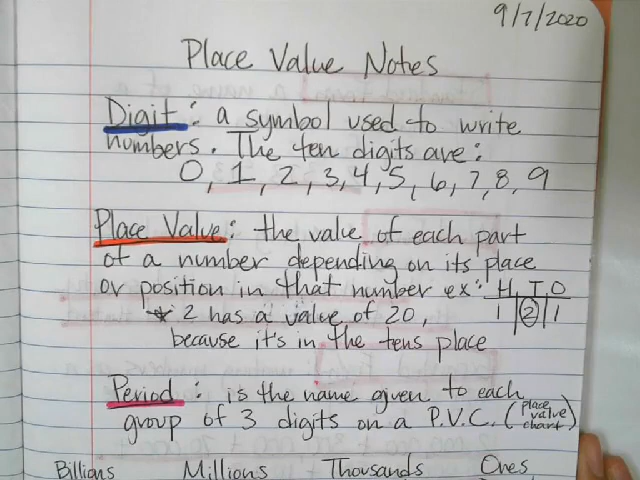 9/7/2020
Place Value Notes
Digit: a symbol used to write
numbers. The ten digits are:
0, 1, 2, 3, 4, 5, 6, 7, 8, 9
Place Value: the value of each part
of a number depending on its place
or position in that number ex: H T O
* 2 has a value of 20, 1 2 1
because it's in the tens place
Period: is the name given to each
group of 3 digits on a P.V.C. (place value chart)
Billions Millions Thousands Ones